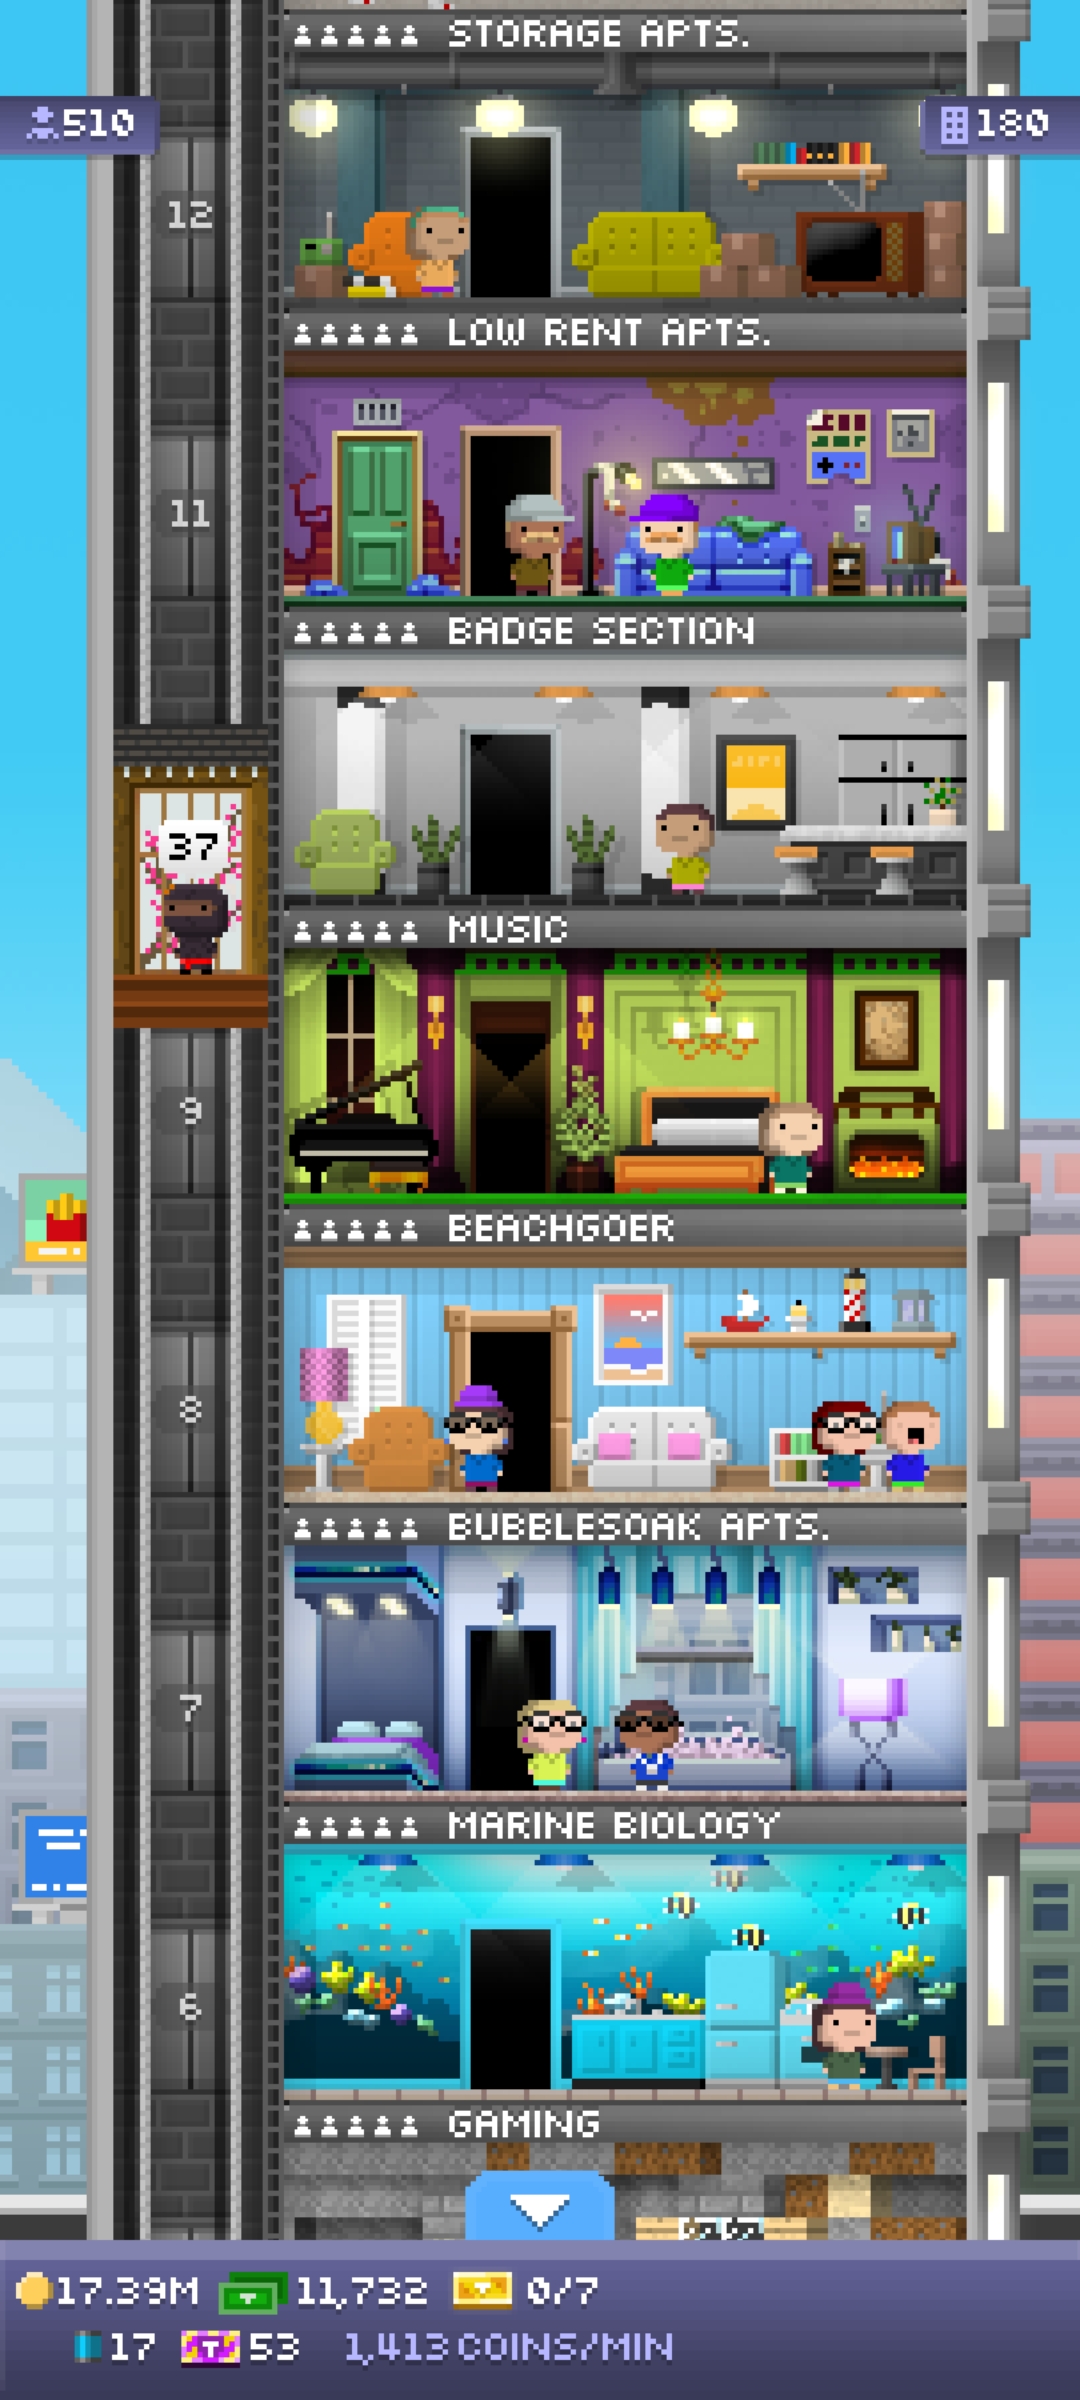 STORAGE APTS.
510
180
12
LOW RENT APTS.
11
BADGE SECTION
37
MUSIC
9
BEACHGOER
8
BUBBLESOAK APTS.
7
MARINE BIOLOGY
6
GAMING
17.39M 11,732 0/7
17 T 53 1,413 COINS/MIN